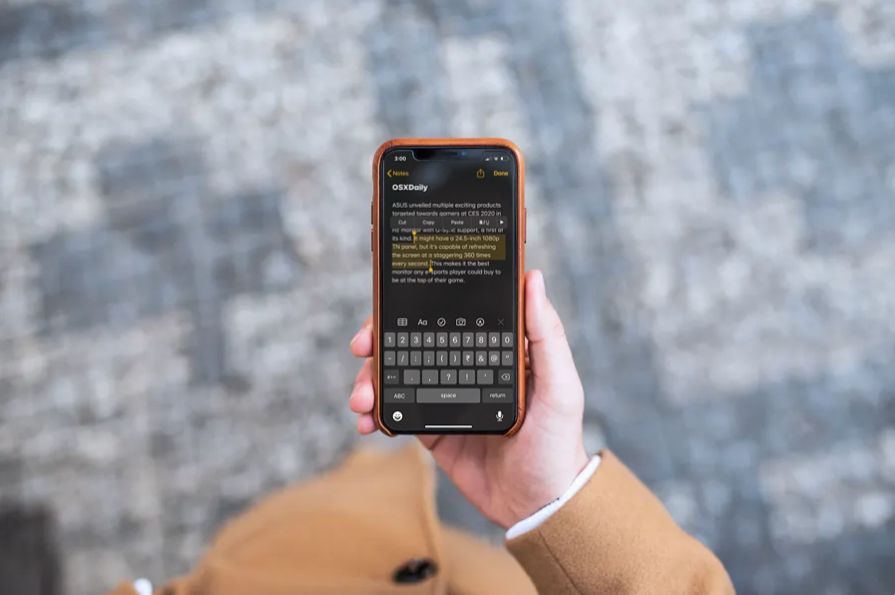 3:00
Notes Done
OSXDaily
ASUS unveiled multiple exciting products
targeted towards gamers at CES 2020 in
Cut Copy Paste B I U
Hz monitor with G-Sync support, a first of
its kind. It might have a 24.5-inch 1080p
TN panel, but it's capable of refreshing
the screen at a staggering 360 times
every second. This makes it the best
monitor any e-sports player could buy to
be at the top of their game.
Aa
1 2 3 4 5 6 7 8 9 0
- / : ; ( ) ₹ & @ "
#+= . , ? ! '
ABC space return